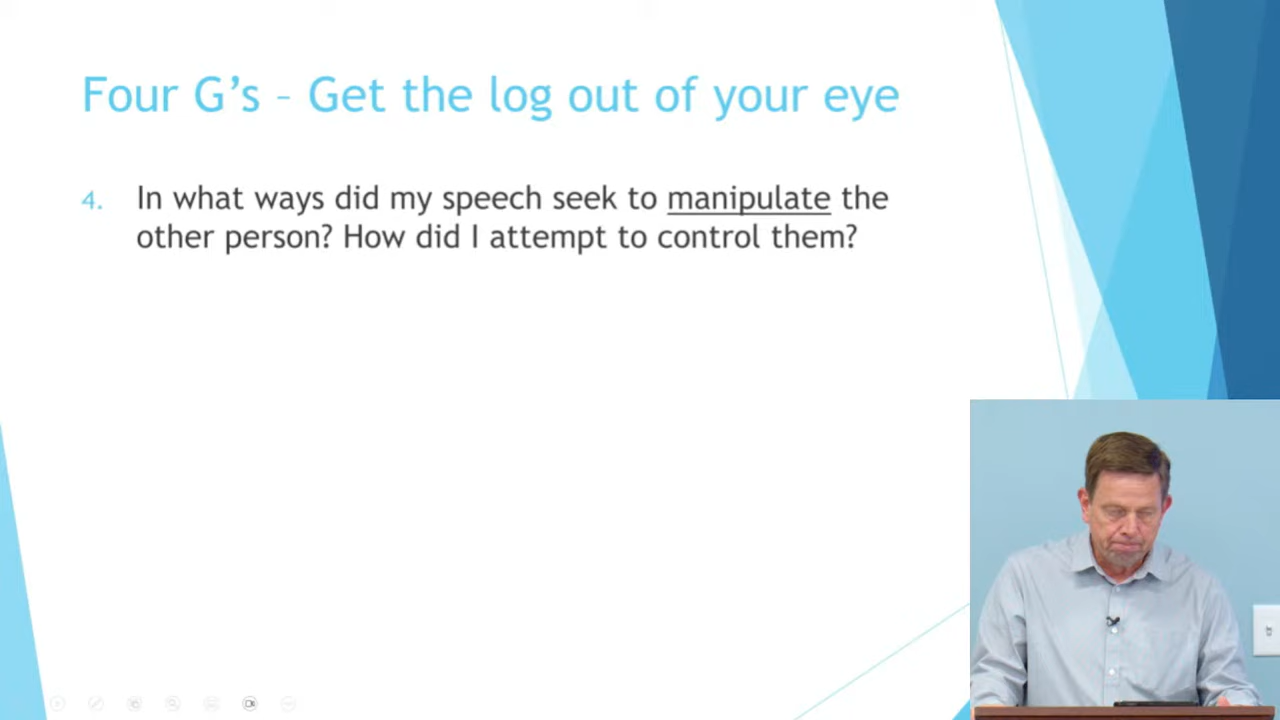 Four G’s – Get the log out of your eye
4. In what ways did my speech seek to manipulate the
other person? How did I attempt to control them?